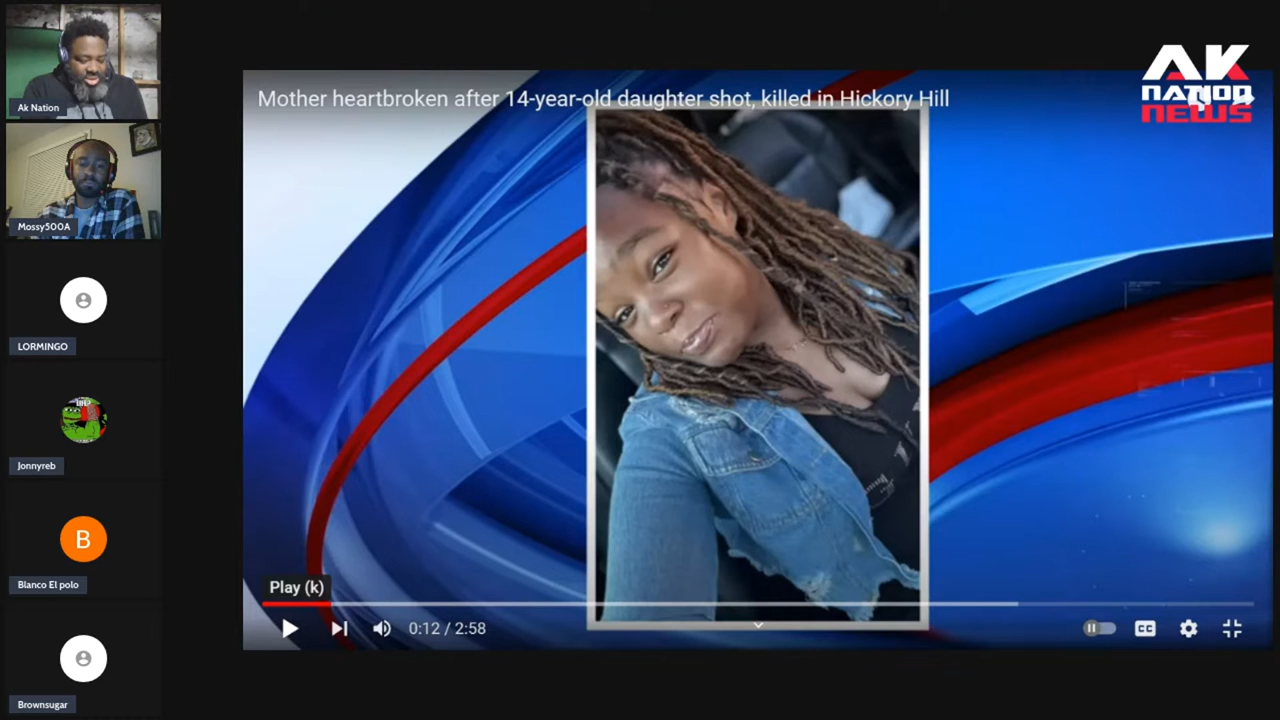 Ak Nation
Mossy500A
LORMINGO
Jonnyreb
B
Blanco El polo
Brownsugar
Mother heartbroken after 14-year-old daughter shot, killed in Hickory Hill
AK
NATION
NEWS
Play (k)
0:12 / 2:58
CC